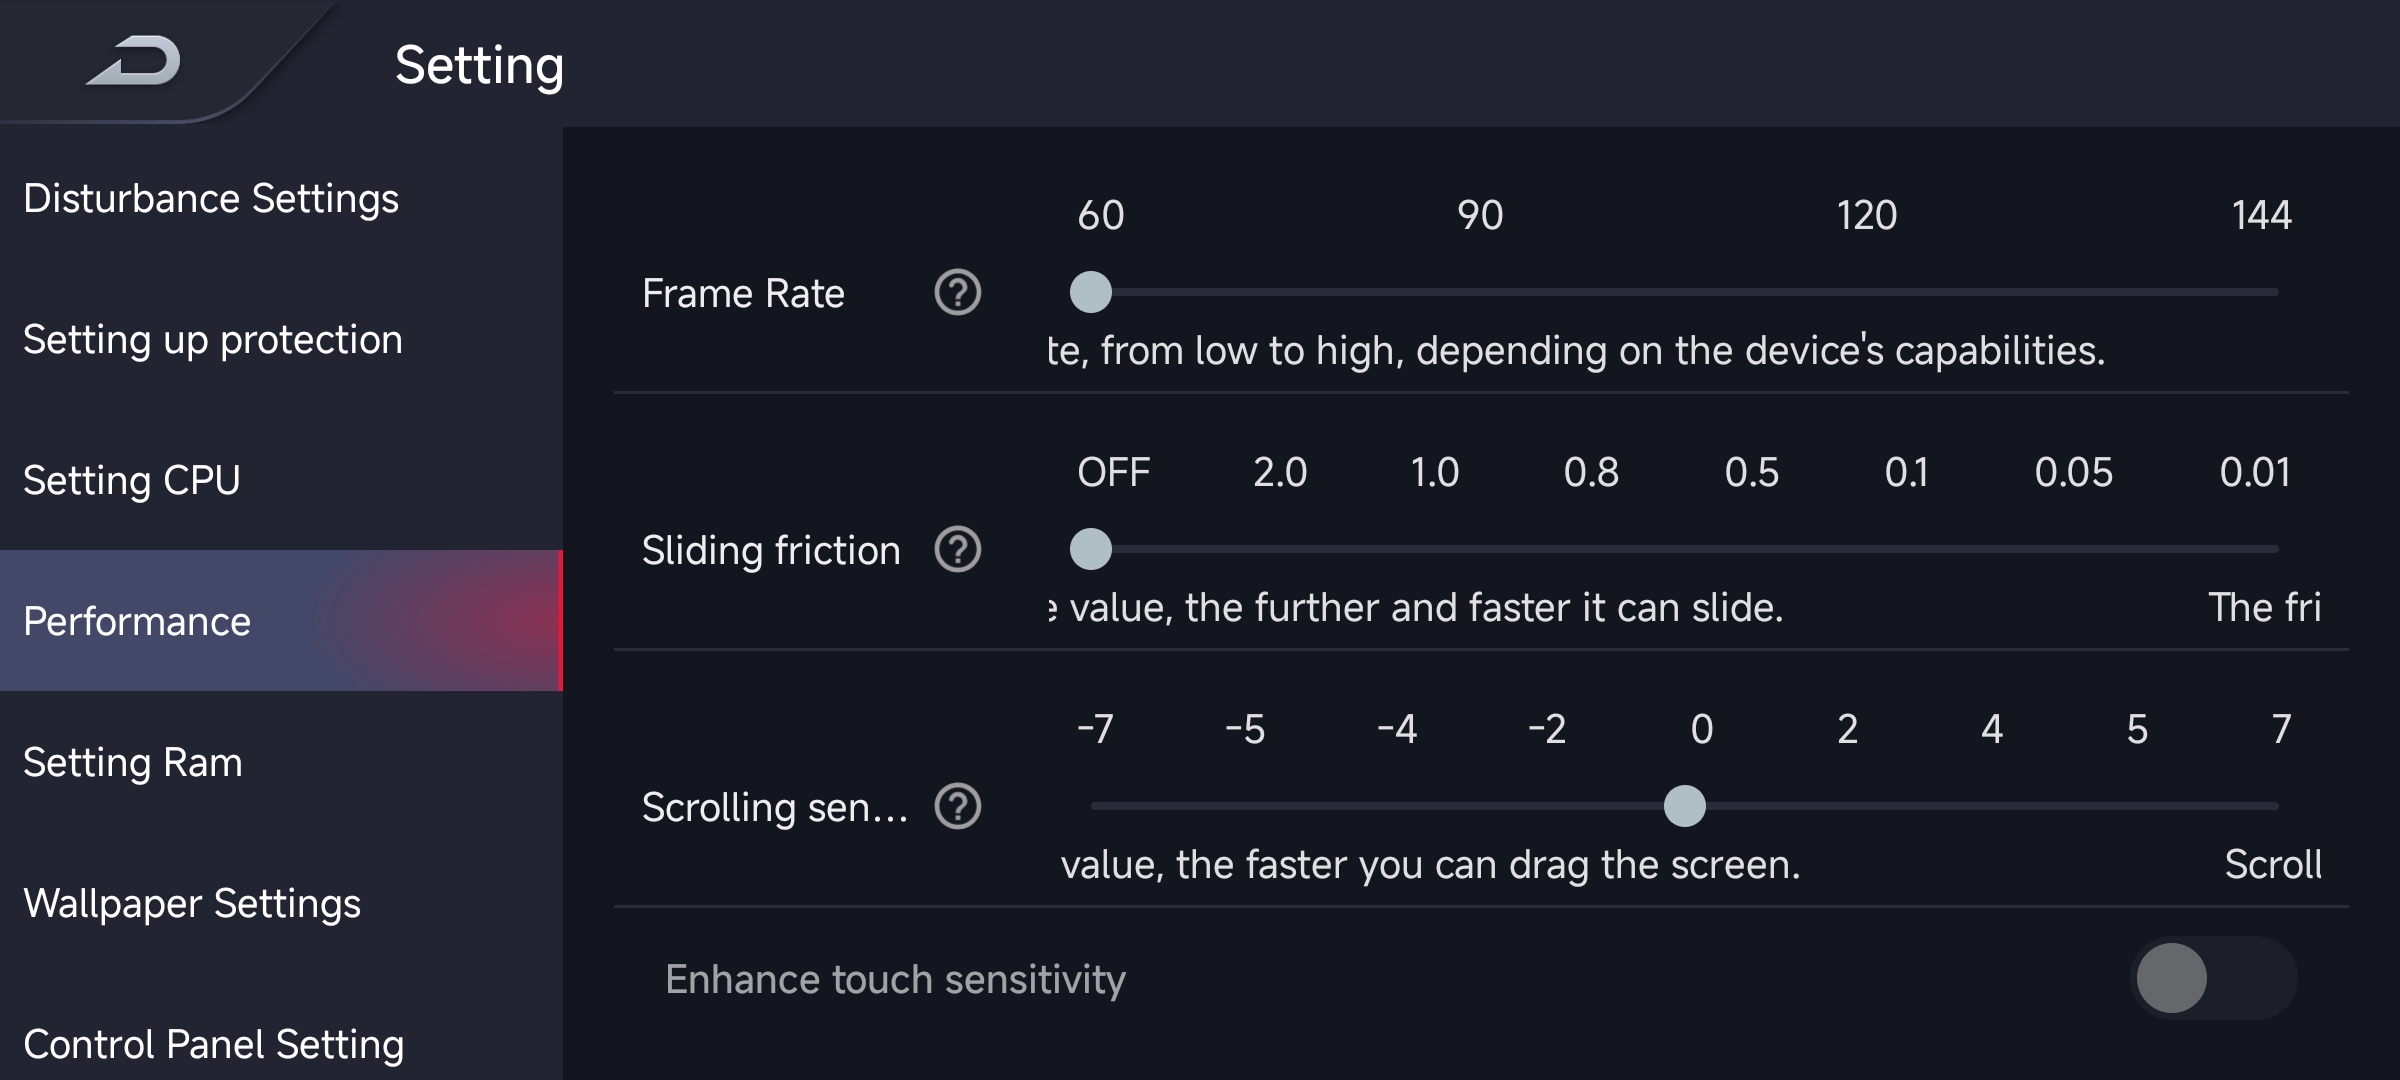 Setting
Disturbance Settings
Setting up protection
Setting CPU
Performance
Setting Ram
Wallpaper Settings
Control Panel Setting
60 90 120 144
Frame Rate ?
te, from low to high, depending on the device's capabilities.
OFF 2.0 1.0 0.8 0.5 0.1 0.05 0.01
Sliding friction ?
e value, the further and faster it can slide. The fri
-7 -5 -4 -2 0 2 4 5 7
Scrolling sen... ?
value, the faster you can drag the screen. Scroll
Enhance touch sensitivity